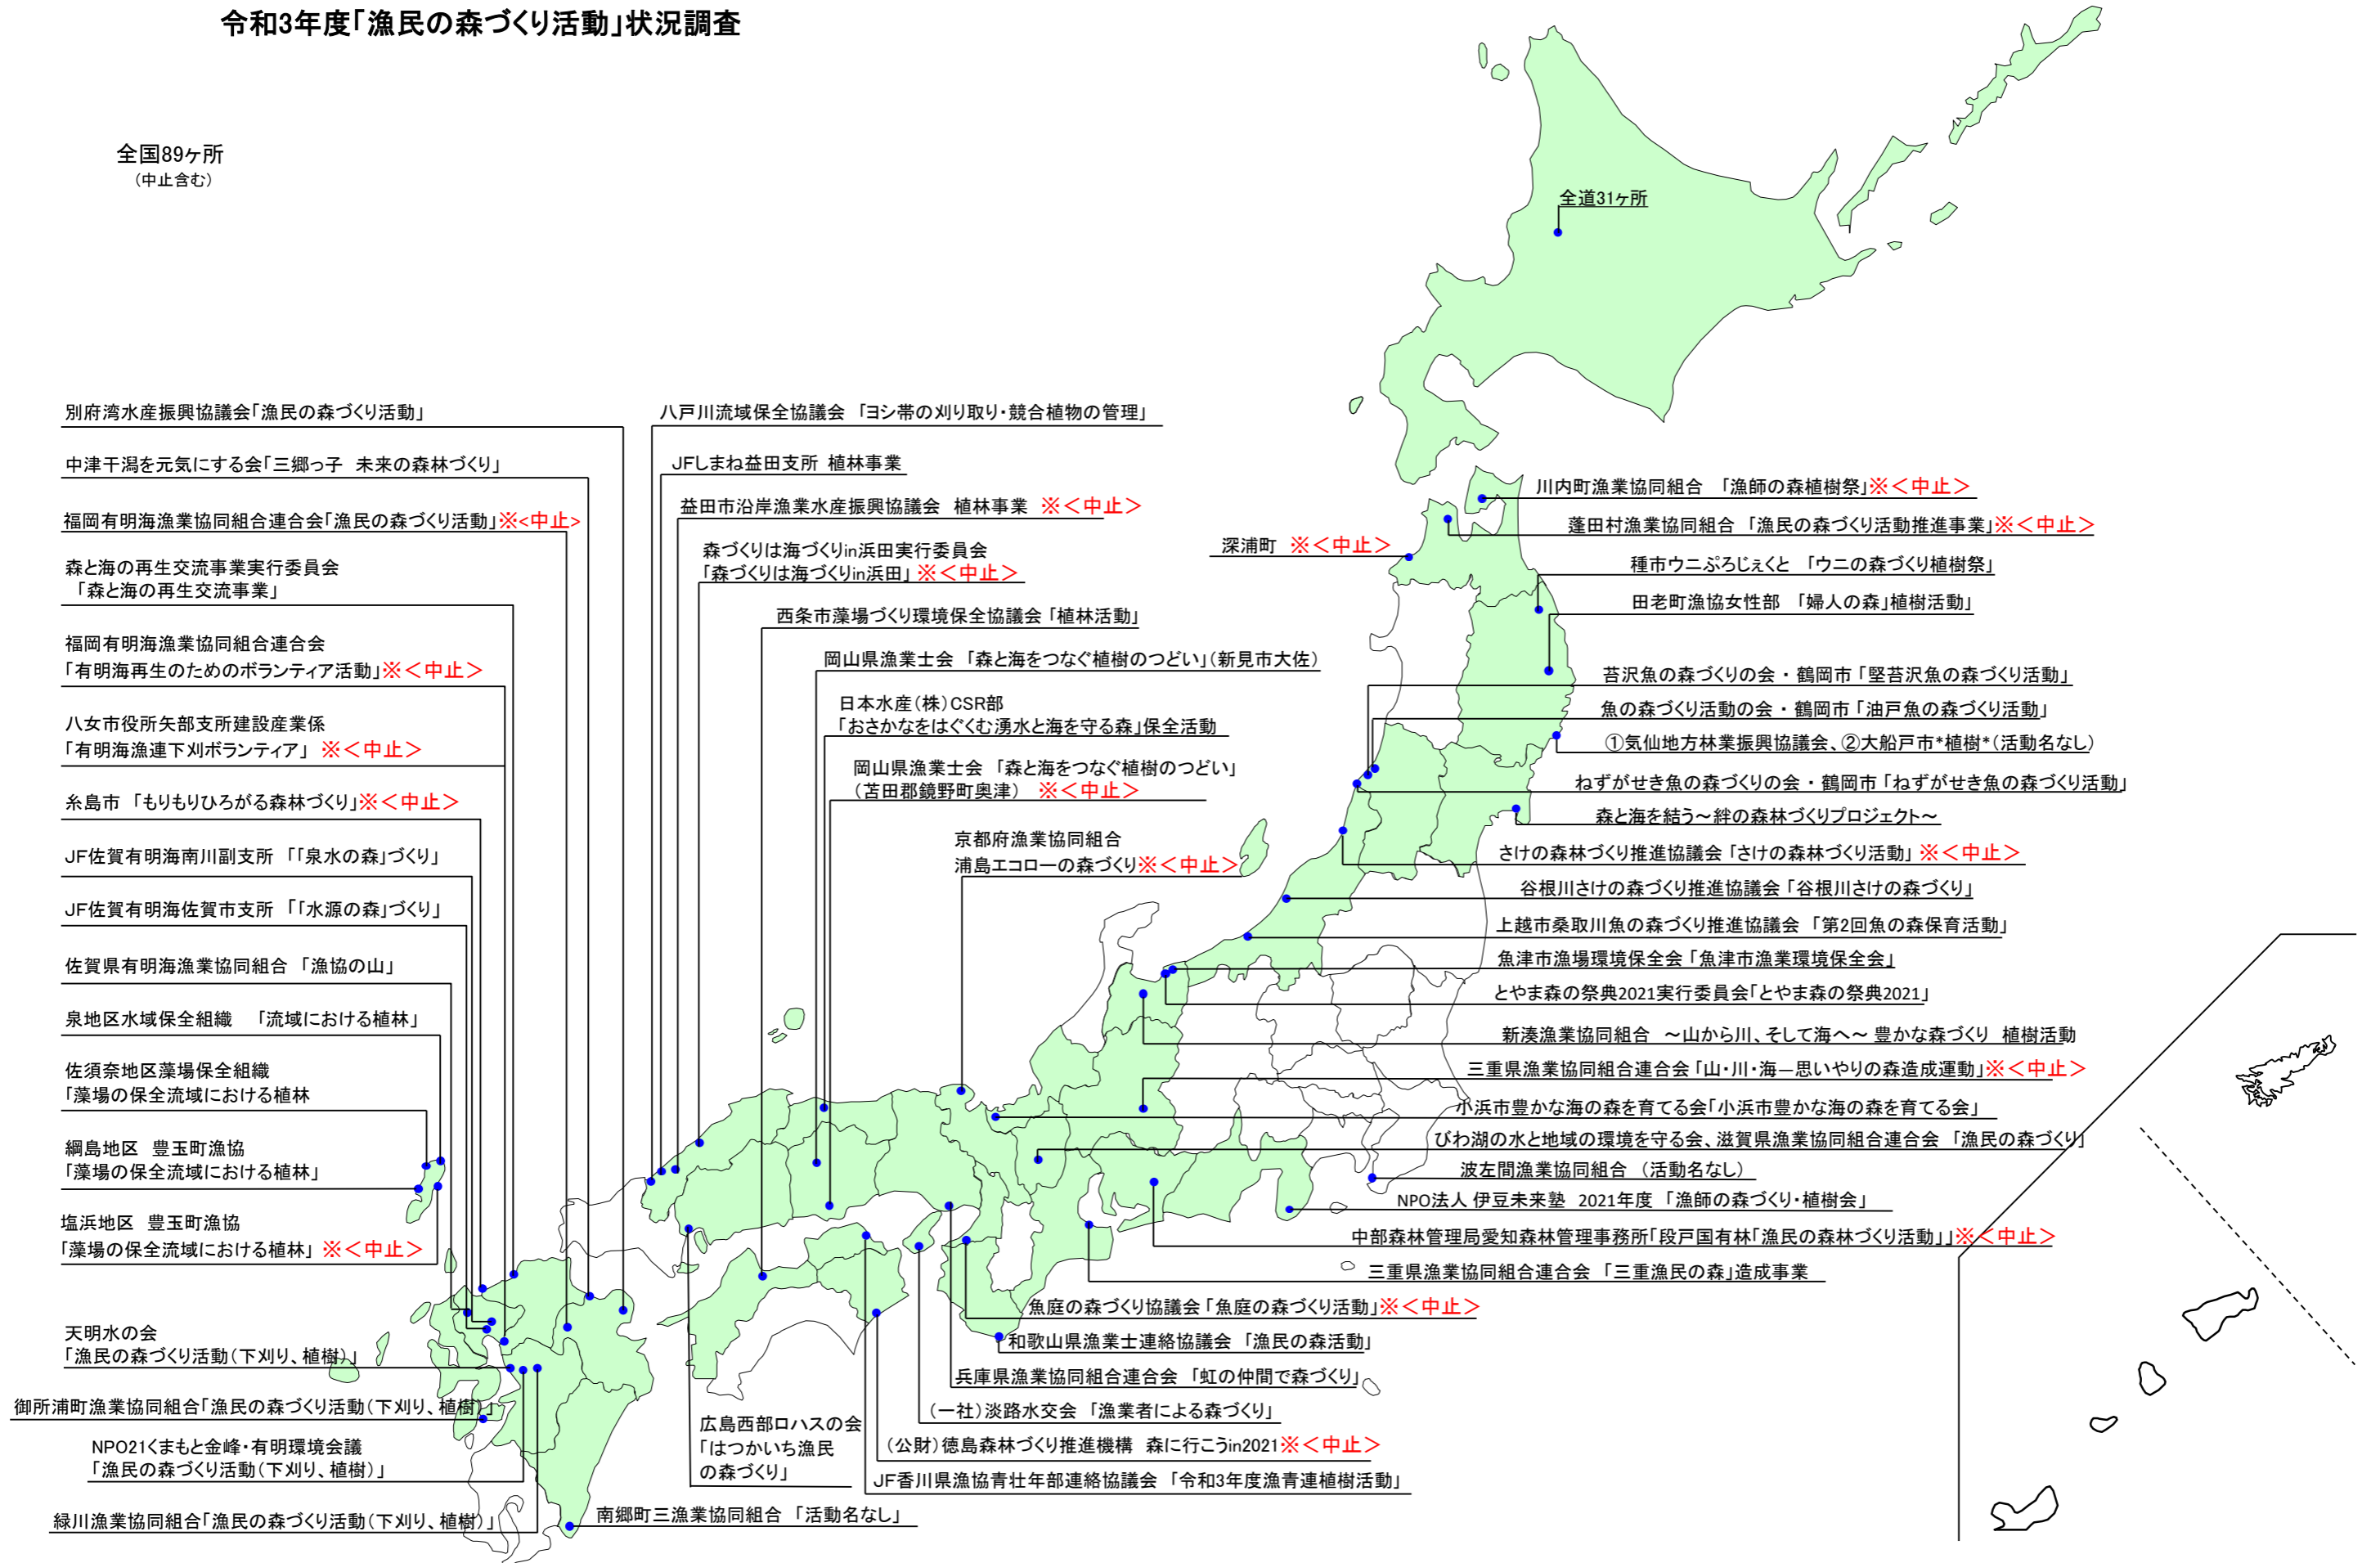 令和3年度「漁民の森づくり活動」状況調査
全国89ヶ所
(中止含む)
全道31ヶ所
別府湾水産振興協議会「漁民の森づくり活動」
中津干潟を元気にする会「三郷っ子 未来の森林づくり」
福岡有明海漁業協同組合連合会「漁民の森づくり活動」※<中止>
森と海の再生交流事業実行委員会
「森と海の再生交流事業」
福岡有明海漁業協同組合連合会
「有明海再生のためのボランティア活動」※＜中止＞
八女市役所矢部支所建設産業係
「有明海漁連下刈ボランティア」 ※＜中止＞
糸島市 「もりもりひろがる森林づくり」※＜中止＞
JF佐賀有明海南川副支所 「「泉水の森」づくり」
JF佐賀有明海佐賀市支所 「「水源の森」づくり」
佐賀県有明海漁業協同組合 「漁協の山」
泉地区水域保全組織 「流域における植林」
佐須奈地区藻場保全組織
「藻場の保全流域における植林
綱島地区 豊玉町漁協
「藻場の保全流域における植林」
塩浜地区 豊玉町漁協
「藻場の保全流域における植林」 ※＜中止＞
天明水の会
「漁民の森づくり活動(下刈り、植樹)」
御所浦町漁業協同組合「漁民の森づくり活動(下刈り、植樹)」
NPO21くまもと金峰・有明環境会議
「漁民の森づくり活動(下刈り、植樹)」
緑川漁業協同組合「漁民の森づくり活動(下刈り、植樹)」
八戸川流域保全協議会 「ヨシ帯の刈り取り・競合植物の管理」
JFしまね益田支所 植林事業
益田市沿岸漁業水産振興協議会 植林事業 ※＜中止＞
森づくりは海づくりin浜田実行委員会
「森づくりは海づくりin浜田」 ※＜中止＞
西条市藻場づくり環境保全協議会 「植林活動」
岡山県漁業士会 「森と海をつなぐ植樹のつどい」(新見市大佐)
日本水産(株)CSR部
「おさかなをはぐくむ湧水と海を守る森」保全活動
岡山県漁業士会 「森と海をつなぐ植樹のつどい」
(苫田郡鏡野町奥津) ※＜中止＞
京都府漁業協同組合
浦島エコローの森づくり※＜中止＞
川内町漁業協同組合 「漁師の森植樹祭」※＜中止＞
蓬田村漁業協同組合 「漁民の森づくり活動推進事業」※＜中止＞
深浦町 ※＜中止＞
種市ウニぷろじぇくと 「ウニの森づくり植樹祭」
田老町漁協女性部 「婦人の森」植樹活動」
苔沢魚の森づくりの会・鶴岡市 「堅苔沢魚の森づくり活動」
魚の森づくり活動の会・鶴岡市 「油戸魚の森づくり活動」
①気仙地方林業振興協議会、②大船戸市*植樹*(活動名なし)
ねずがせき魚の森づくりの会・鶴岡市 「ねずがせき魚の森づくり活動」
森と海を結う～絆の森林づくりプロジェクト～
さけの森林づくり推進協議会 「さけの森林づくり活動」 ※＜中止＞
谷根川さけの森づくり推進協議会 「谷根川さけの森づくり」
上越市桑取川魚の森づくり推進協議会 「第2回魚の森保育活動」
魚津市漁場環境保全会 「魚津市漁業環境保全会」
とやま森の祭典2021実行委員会「とやま森の祭典2021」
新湊漁業協同組合 ～山から川、そして海へ～ 豊かな森づくり 植樹活動
三重県漁業協同組合連合会 「山・川・海―思いやりの森造成運動」※＜中止＞
小浜市豊かな海の森を育てる会「小浜市豊かな海の森を育てる会」
びわ湖の水と地域の環境を守る会、滋賀県漁業協同組合連合会 「漁民の森づくり」
波左間漁業協同組合 (活動名なし)
NPO法人 伊豆未来塾 2021年度 「漁師の森づくり・植樹会」
中部森林管理局愛知森林管理事務所「段戸国有林「漁民の森林づくり活動」」※＜中止＞
三重県漁業協同組合連合会 「三重漁民の森」造成事業
魚庭の森づくり協議会 「魚庭の森づくり活動」※＜中止＞
和歌山県漁業士連絡協議会 「漁民の森活動」
兵庫県漁業協同組合連合会 「虹の仲間で森づくり」
(一社)淡路水交会 「漁業者による森づくり」
(公財)徳島森林づくり推進機構 森に行こうin2021※＜中止＞
JF香川県漁協青壮年部連絡協議会 「令和3年度漁青連植樹活動」
広島西部ロハスの会
「はつかいち漁民
の森づくり」
南郷町三漁業協同組合 「活動名なし」